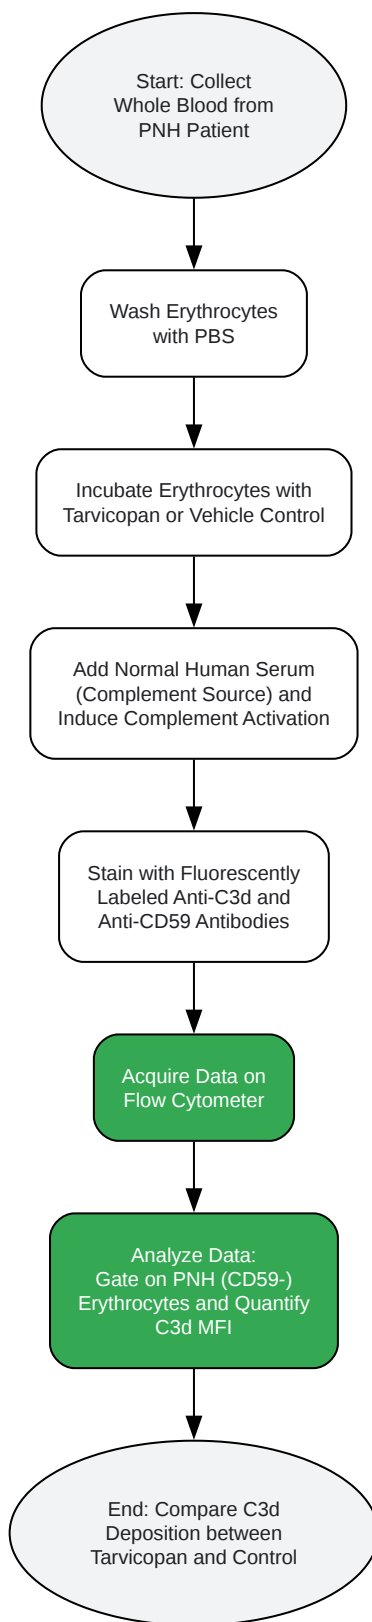 Start: Collect
Whole Blood from
PNH Patient
Wash Erythrocytes
with PBS
Incubate Erythrocytes with
Tarvicopan or Vehicle Control
Add Normal Human Serum
(Complement Source) and
Induce Complement Activation
Stain with Fluorescently
Labeled Anti-C3d and
Anti-CD59 Antibodies
Acquire Data on
Flow Cytometer
Analyze Data:
Gate on PNH (CD59-)
Erythrocytes and Quantify
C3d MFI
End: Compare C3d
Deposition between
Tarvicopan and Control